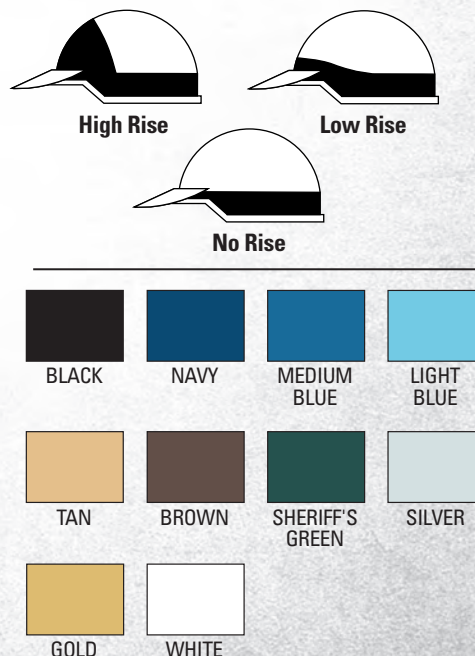 High Rise
Low Rise
No Rise
BLACK
NAVY
MEDIUM
BLUE
LIGHT
BLUE
TAN
BROWN
SHERIFF'S
GREEN
SILVER
GOLD
WHITE